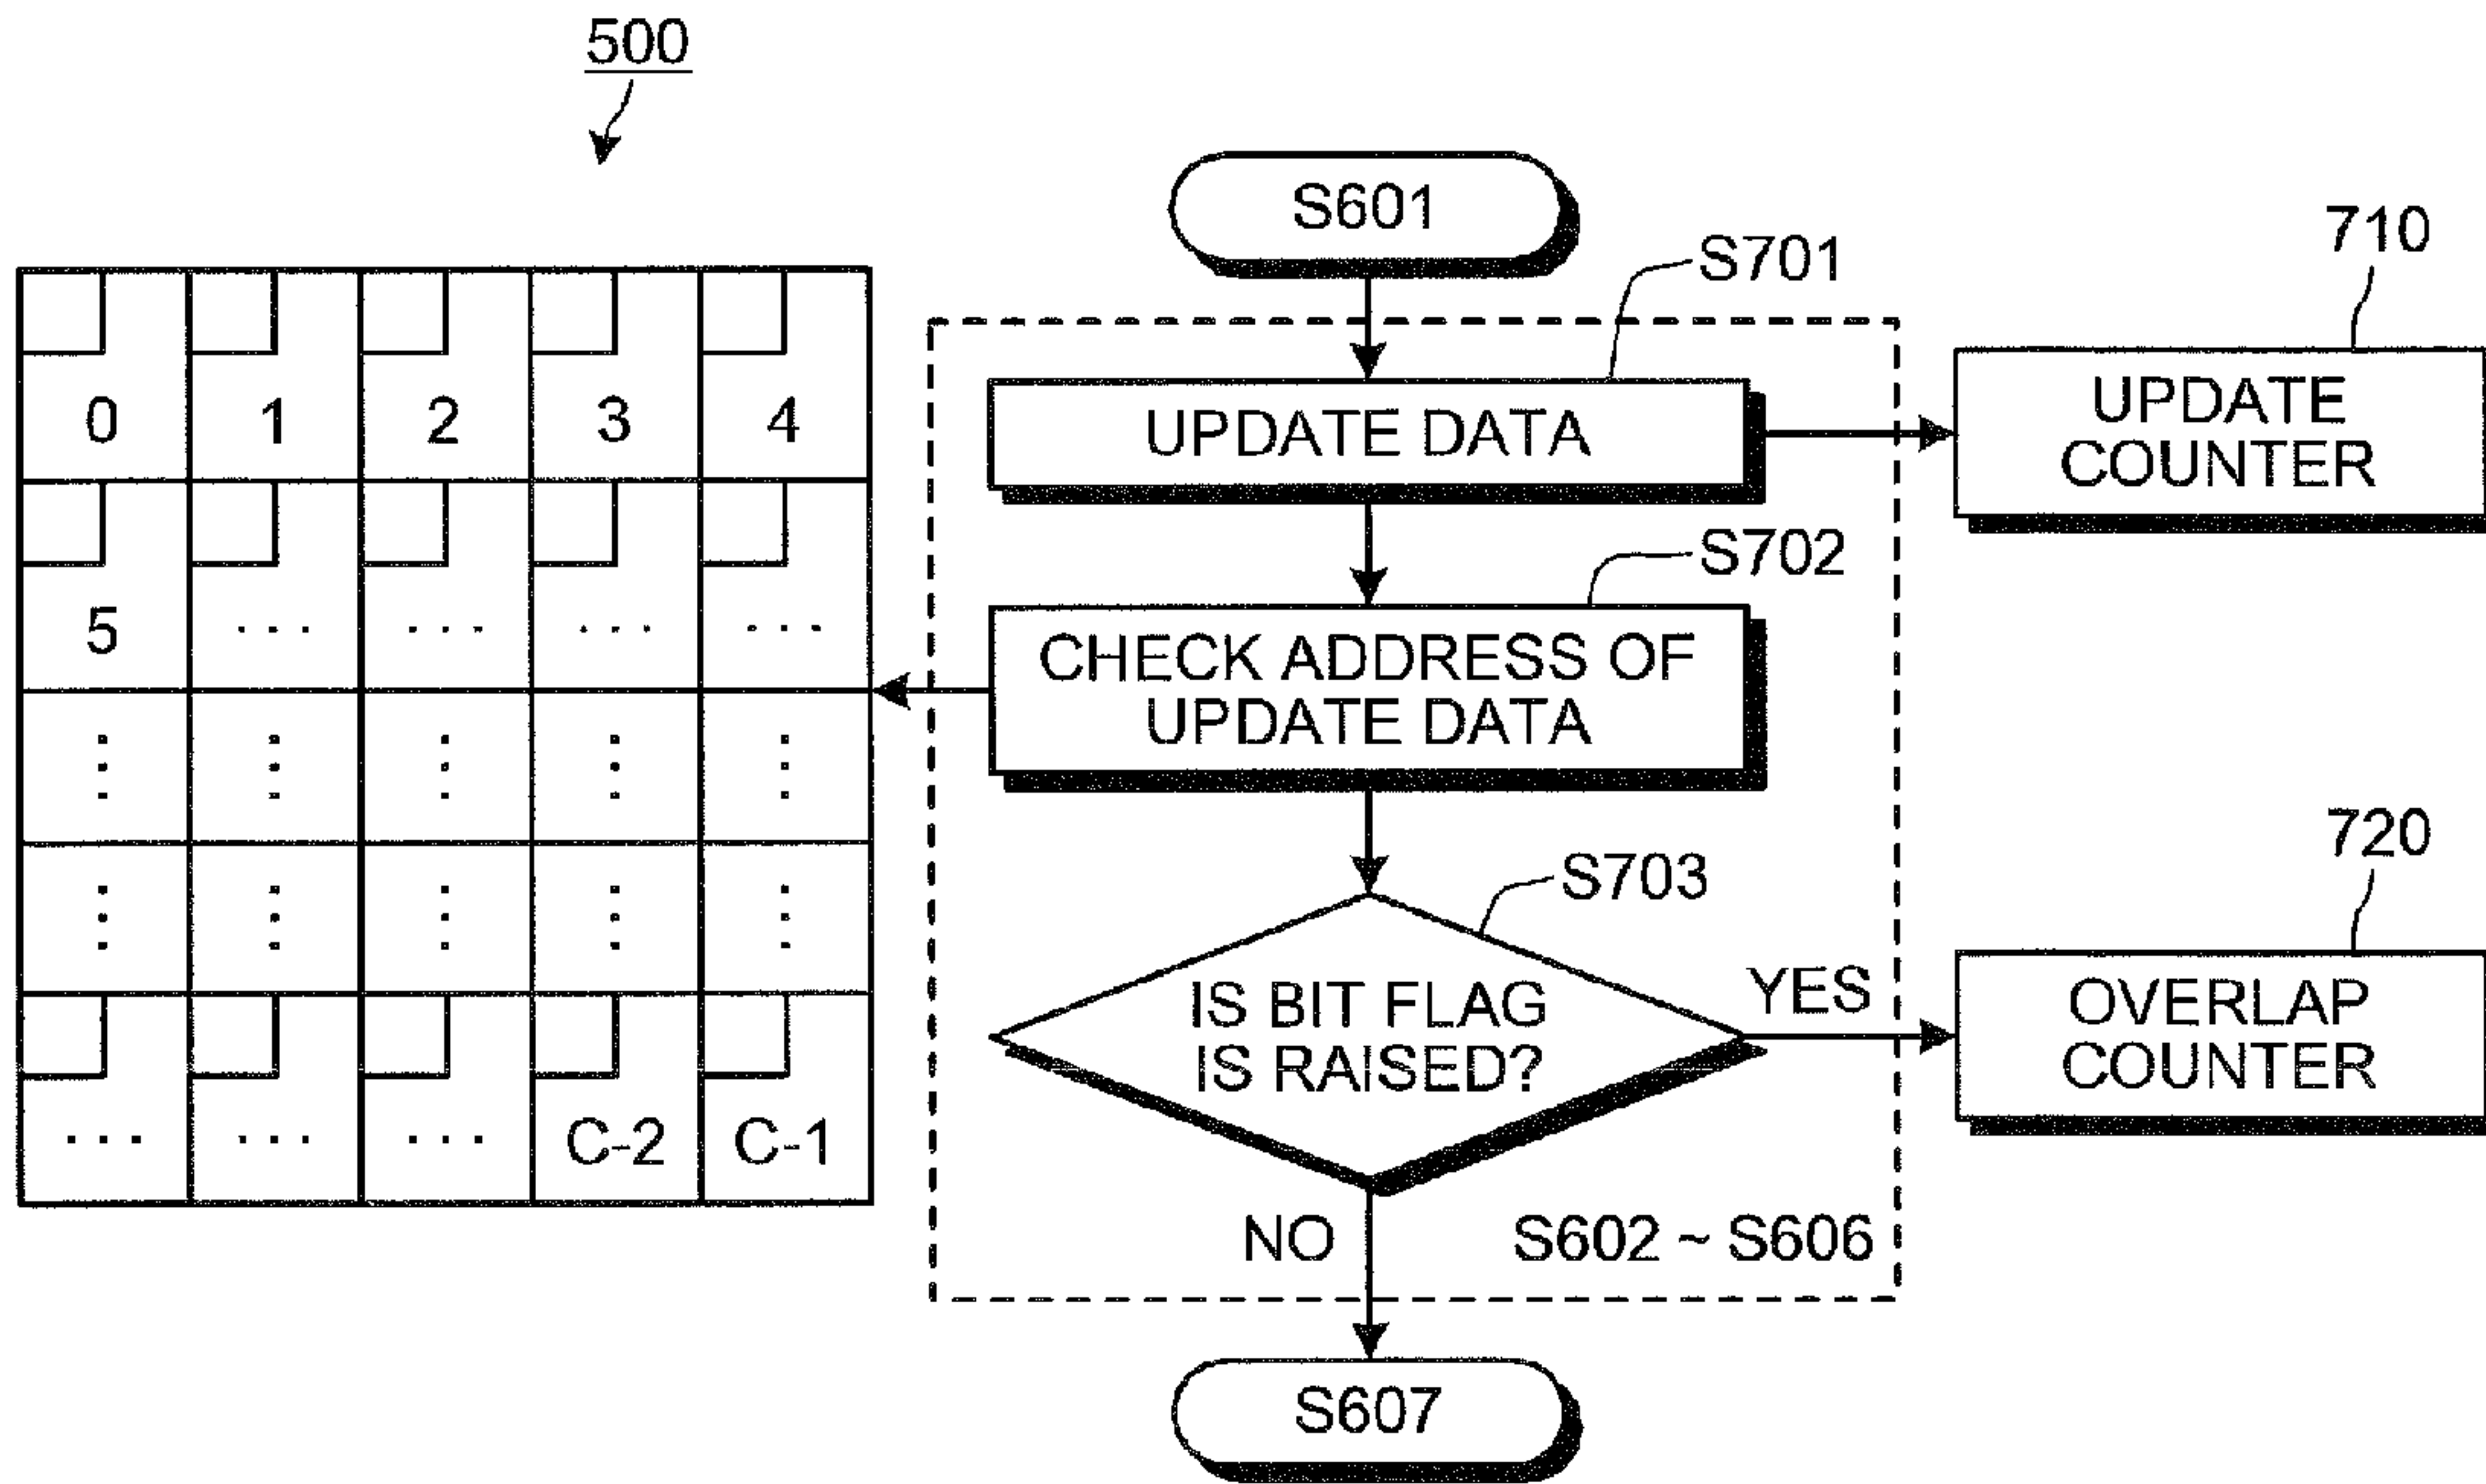 500
S601
S701
710
0 1 2 3 4
UPDATE DATA
UPDATE
COUNTER
S702
5 ... ... ... ...
CHECK ADDRESS OF
UPDATE DATA
S703
720
IS BIT FLAG
IS RAISED?
YES
OVERLAP
COUNTER
... ... ... C-2 C-1
NO
S602 ~ S606
S607